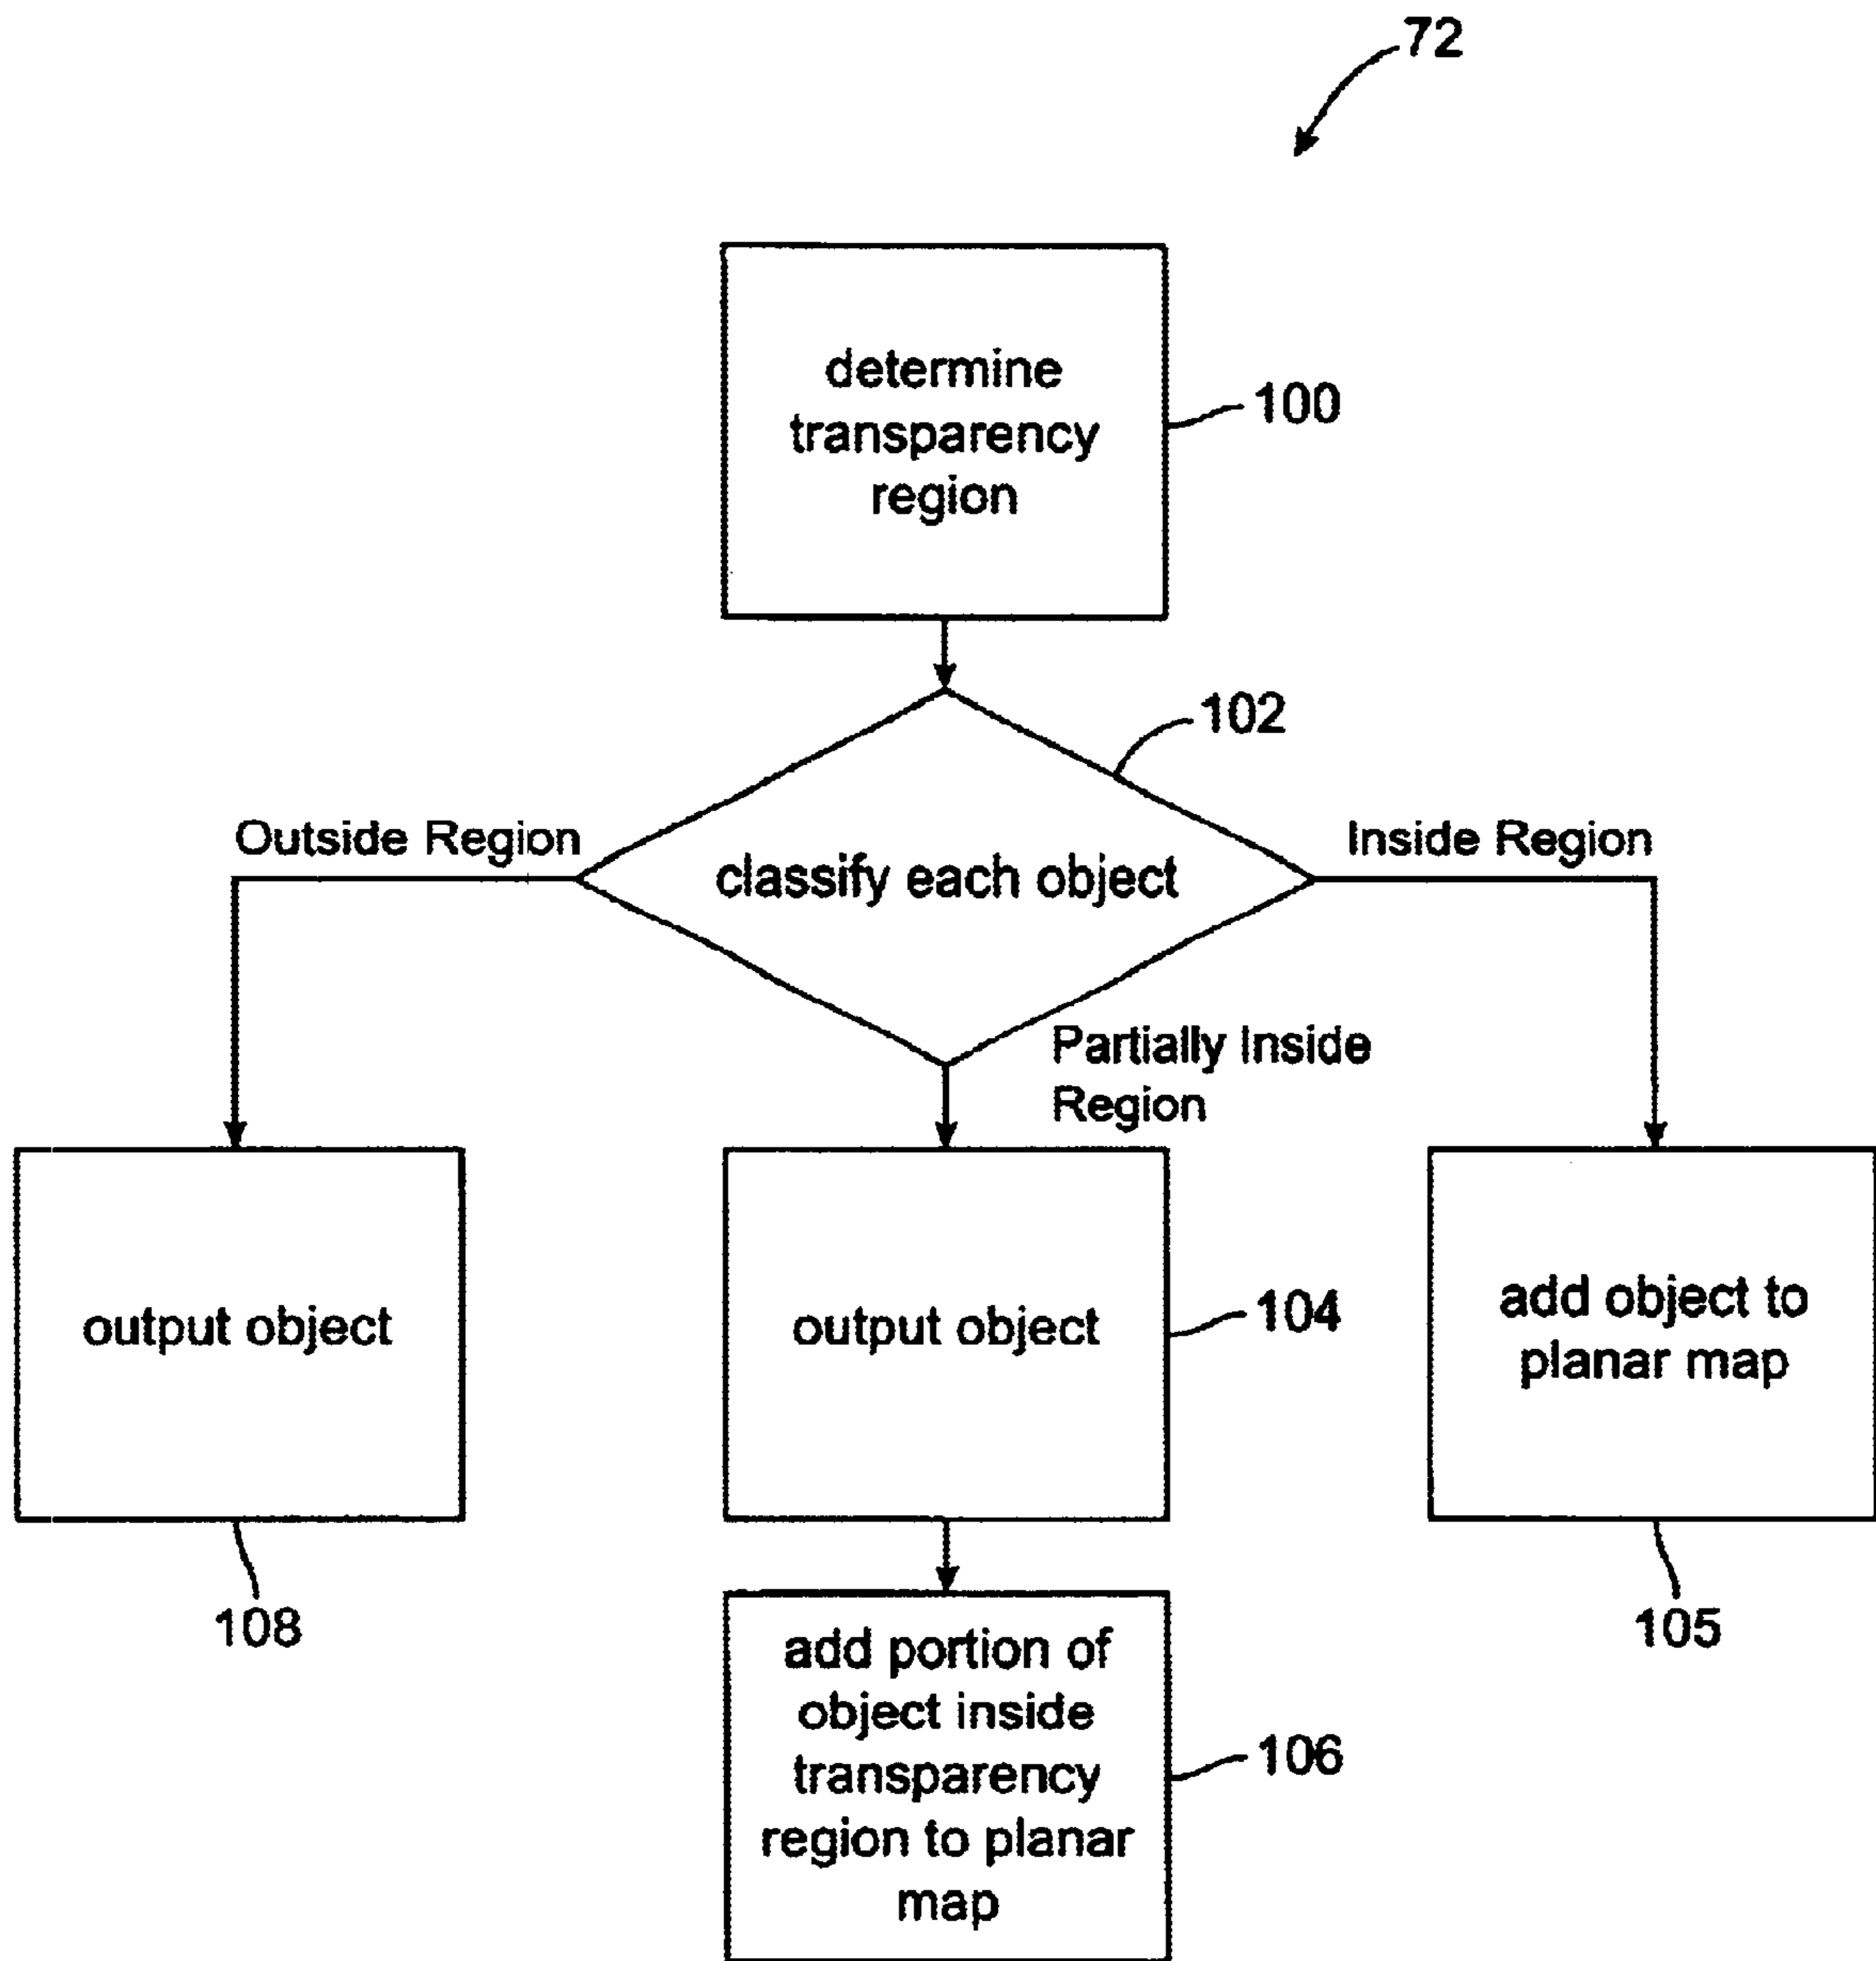 72
determine
transparency
region
100
102
Outside Region
classify each object
Inside Region
Partially Inside
Region
output object
108
output object
104
add object to
planar map
105
add portion of
object inside
transparency
region to planar
map
106